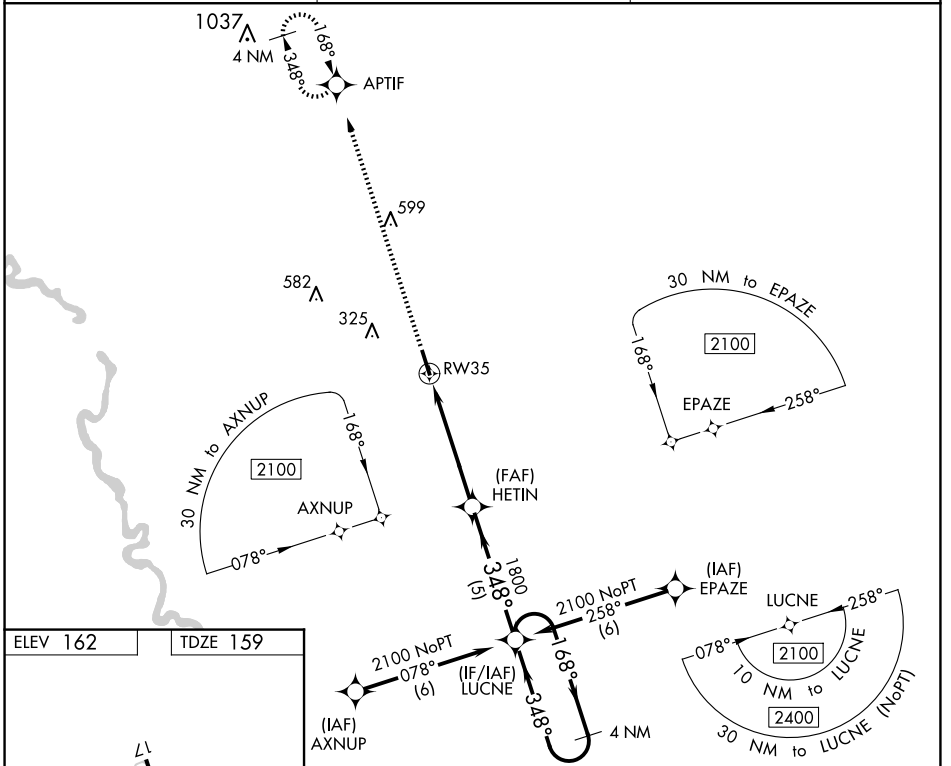 1037
4 NM
348°
168°
APTIF
599
582
325
RW35
30 NM to EPAZE
2100
168°
EPAZE
258°
30 NM to AXNUP
2100
168°
AXNUP
078°
(FAF)
HETIN
1800
348°
(5)
2100 NoPT
258°
(6)
(IAF)
EPAZE
2100 NoPT
078°
(6)
(IF/IAF)
LUCNE
(IAF)
AXNUP
168°
348°
4 NM
LUCNE
258°
078°
2100
10 NM to LUCNE
2400
30 NM to LUCNE (NoPT)
ELEV 162
TDZE 159
17